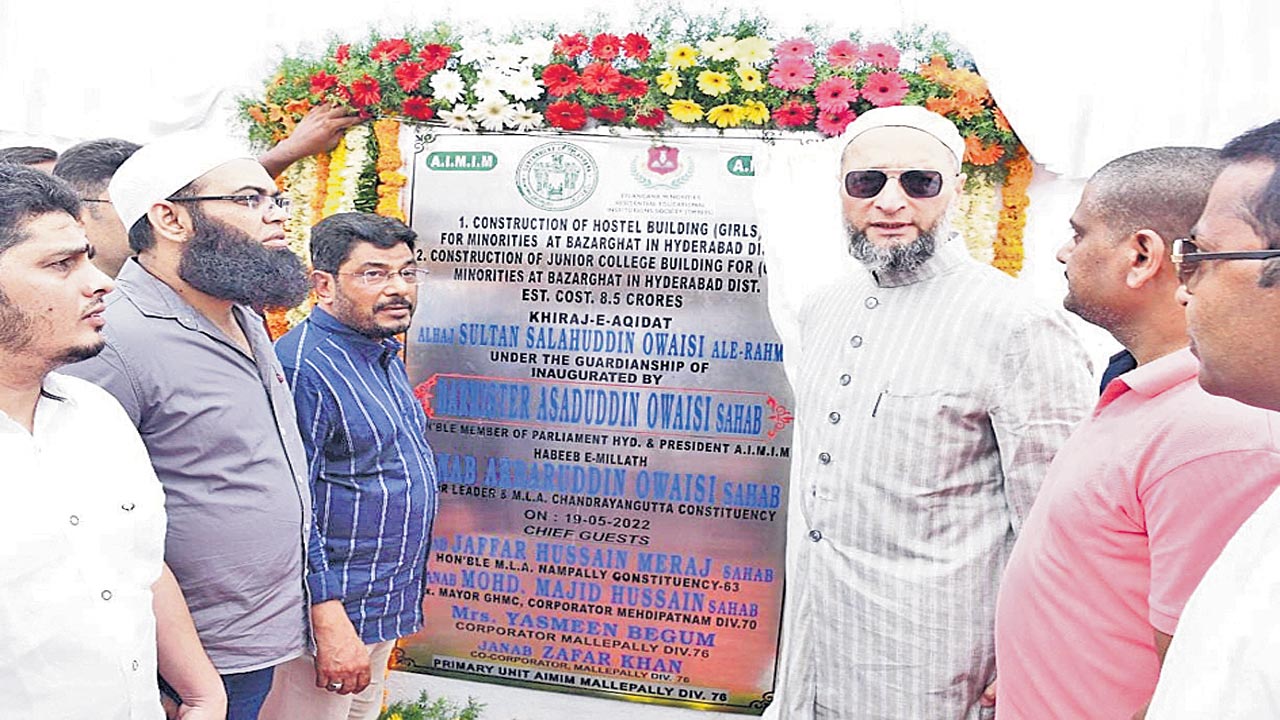 A.I.M.I.M
A.I.
TELANGANA MINORITIES
RESIDENTIAL EDUCATIONAL
INSTITUTIONS SOCIETY
1. CONSTRUCTION OF HOSTEL BUILDING (GIRLS,
FOR MINORITIES AT BAZARGHAT IN HYDERABAD DIST
2. CONSTRUCTION OF JUNIOR COLLEGE BUILDING FOR (
MINORITIES AT BAZARGHAT IN HYDERABAD DIST.
EST. COST. 8.5 CRORES
KHIRAJ-E-AQIDAT
ALHAJ SULTAN SALAHUDDIN OWAISI ALE-RAHM
UNDER THE GUARDIANSHIP OF
INAUGURATED BY
ASADUDDIN OWAISI SAHAB
N'BLE MEMBER OF PARLIAMENT HYD. & PRESIDENT A.I.M.I.M
HABEEB E-MILLATH
NAB AKBARUDDIN OWAISI SAHAB
R LEADER & M.L.A. CHANDRAYANGUTTA CONSTITUENCY
ON : 19-05-2022
CHIEF GUESTS
JAFFAR HUSSAIN MERAJ SAHAB
HON'BLE M.L.A. NAMPALLY CONSTITUENCY-63
ANAB MOHD. MAJID HUSSAIN SAHAB
x. MAYOR GHMC, CORPORATOR MEHDIPATNAM DIV.70
Mrs. YASMEEN BEGUM
CORPORATOR MALLEPALLY DIV.76
JANAB ZAFAR KHAN
CO-CORPORATOR, MALLEPALLY DIV.76
PRIMARY UNIT AIMIM MALLEPALLY DIV. 76